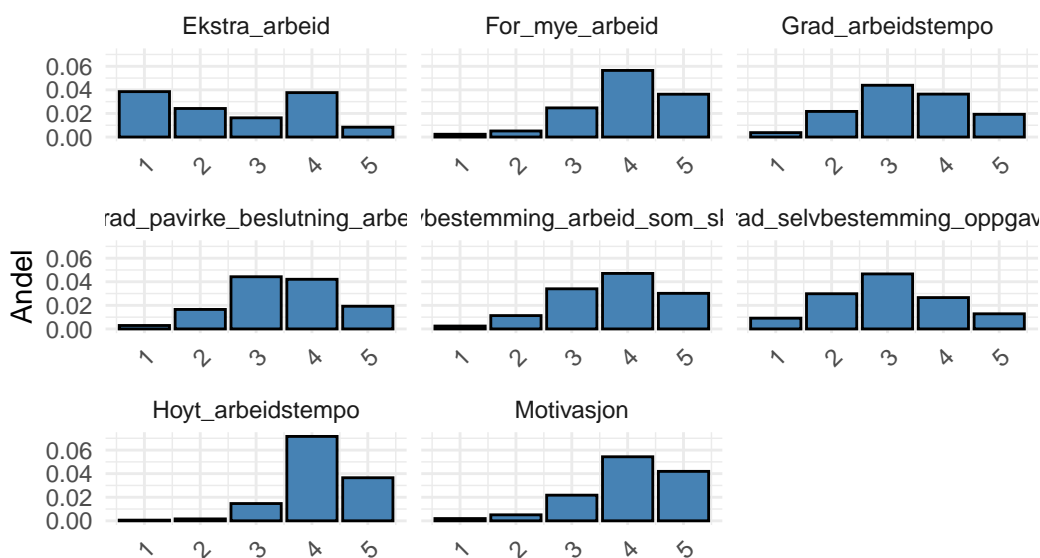 Ekstra_arbeid For_mye_arbeid Grad_arbeidstempo
0.06
0.04
0.02
0.00
1 2 3 4 5 1 2 3 4 5 1 2 3 4 5
rad_pavirke_beslutning_arbe vbestemming_arbeid_som_sk rad_selvbestemming_oppgav
0.06
0.04
0.02
0.00
Andel
1 2 3 4 5 1 2 3 4 5 1 2 3 4 5
Hoyt_arbeidstempo Motivasjon
0.06
0.04
0.02
0.00
1 2 3 4 5 1 2 3 4 5